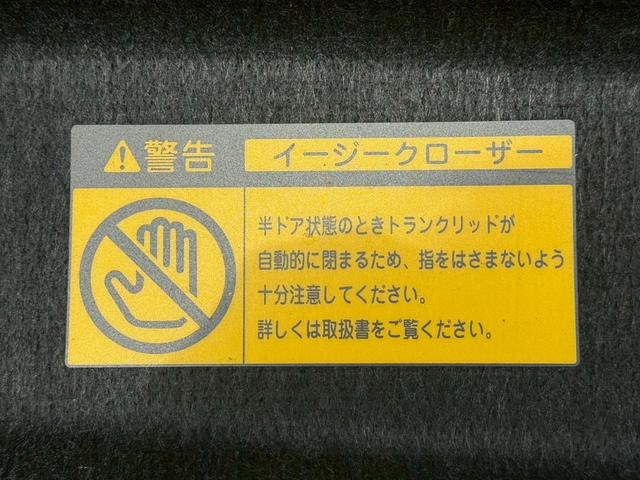 警告 イージークローザー
半ドア状態のときトランクリッドが
自動的に閉まるため、指をはさまないよう
十分注意してください。
詳しくは取扱書をご覧ください。